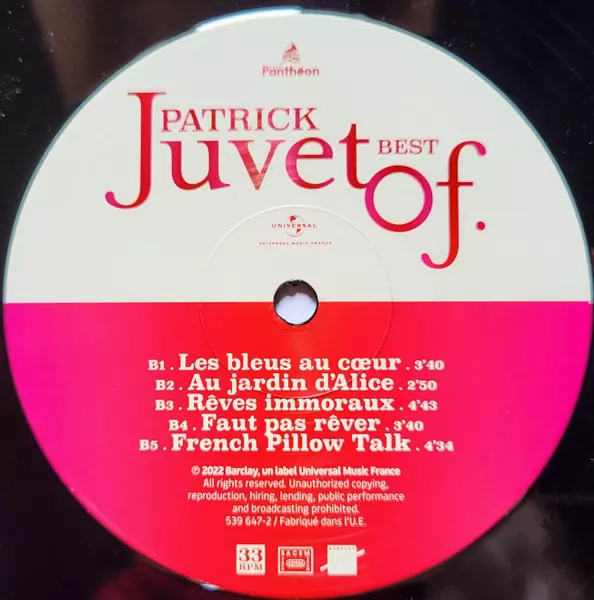 Panthéon
PATRICK
Juvet BEST
of.
UNIVERSAL
UNIVERSAL MUSIC FRANCE
B1 . Les bleus au cœur . 3'40
B2 . Au jardin d'Alice . 2'50
B3 . Rêves immoraux . 4'43
B4 . Faut pas rêver . 3'40
B5 . French Pillow Talk . 4'34
℗ 2022 Barclay, un label Universal Music France
All rights reserved. Unauthorized copying,
reproduction, hiring, lending, public performance
and broadcasting prohibited.
539 647-2 / Fabriqué dans l'U.E.
33 SACEM BARCLAY
RPM